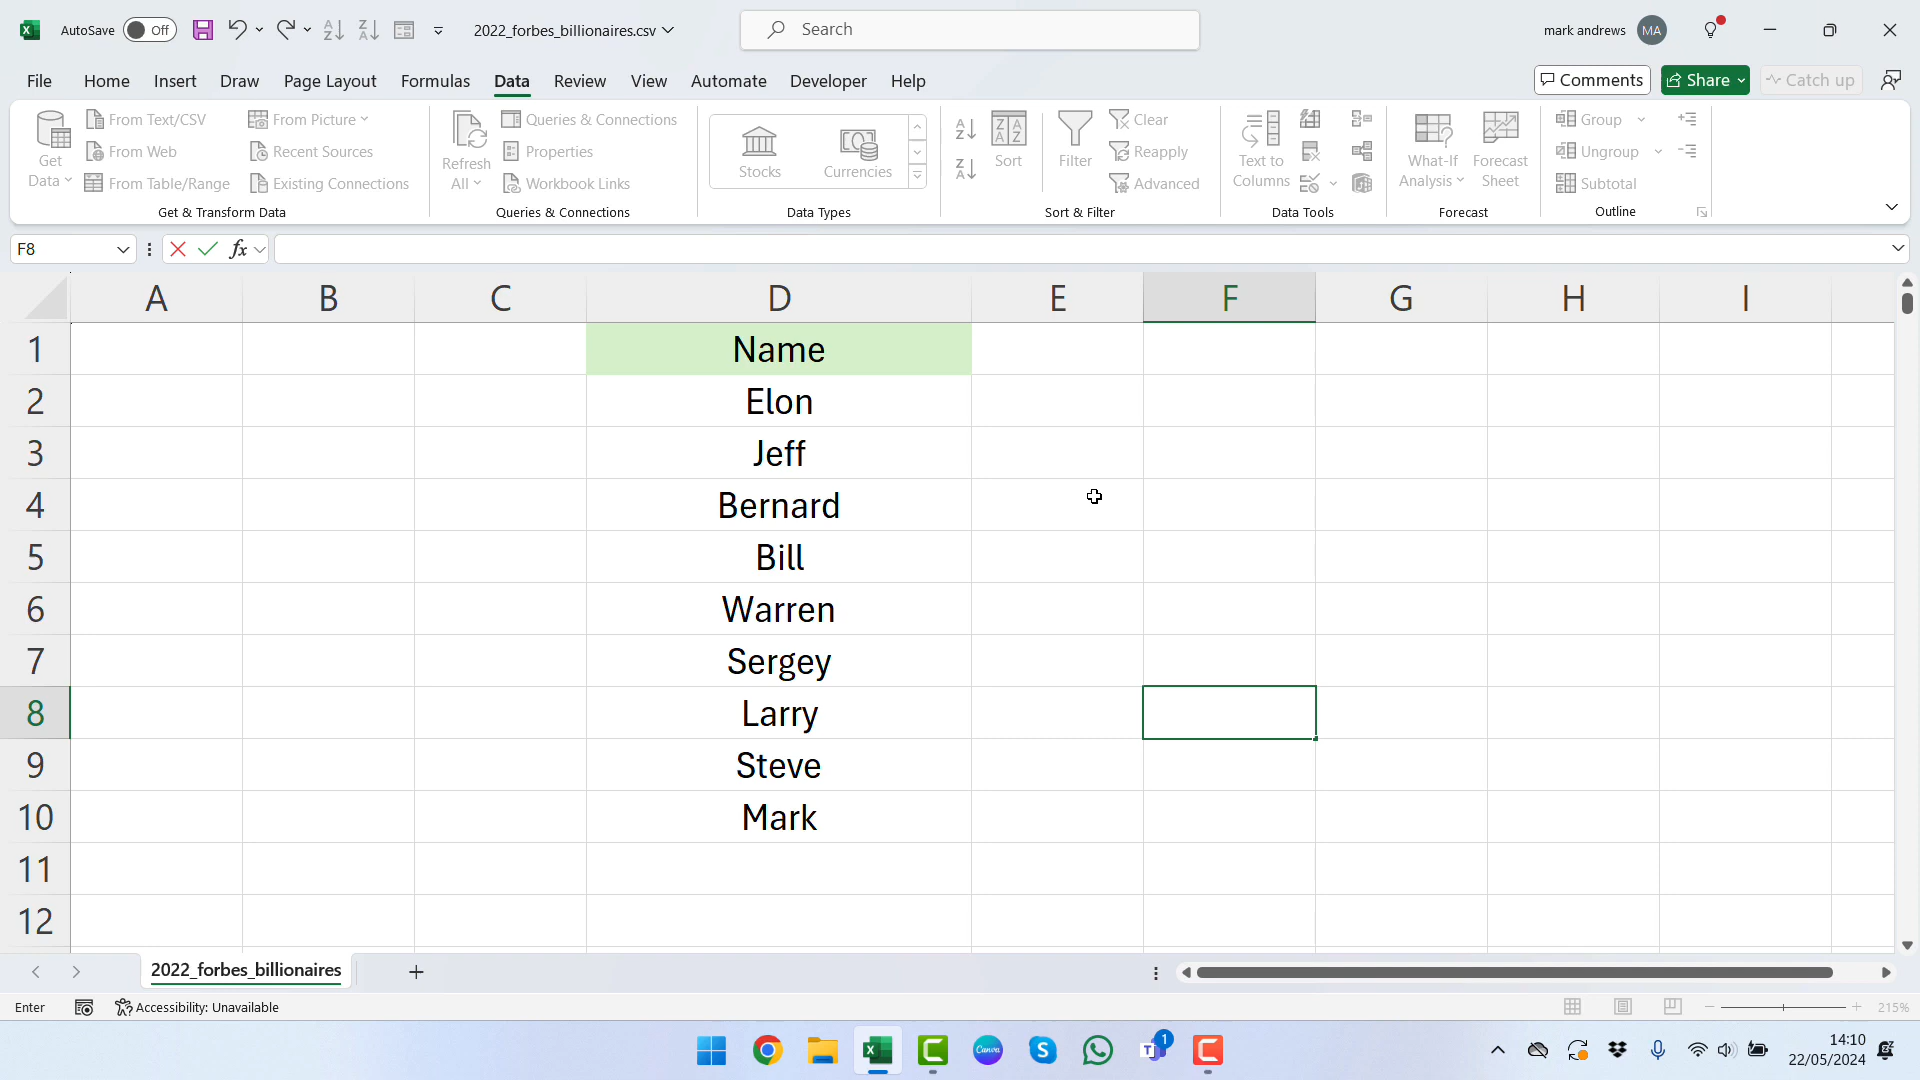 AutoSave Off 2022_forbes_billionaires.csv Search mark andrews MA
File Home Insert Draw Page Layout Formulas Data Review View Automate Developer Help Comments Share Catch up
Get Data
From Text/CSV
From Web
From Table/Range
From Picture
Recent Sources
Existing Connections
Get & Transform Data
Refresh All
Queries & Connections
Properties
Workbook Links
Queries & Connections
Stocks
Currencies
Data Types
Sort
Filter
Clear
Reapply
Advanced
Sort & Filter
Text to Columns
Data Tools
What-If Analysis
Forecast Sheet
Forecast
Group
Ungroup
Subtotal
Outline
F8 fx
A B C D E F G H I
1 Name
2 Elon
3 Jeff
4 Bernard
5 Bill
6 Warren
7 Sergey
8 Larry
9 Steve
10 Mark
11
12
2022_forbes_billionaires
Enter Accessibility: Unavailable 215%
Canva
1
14:10
22/05/2024